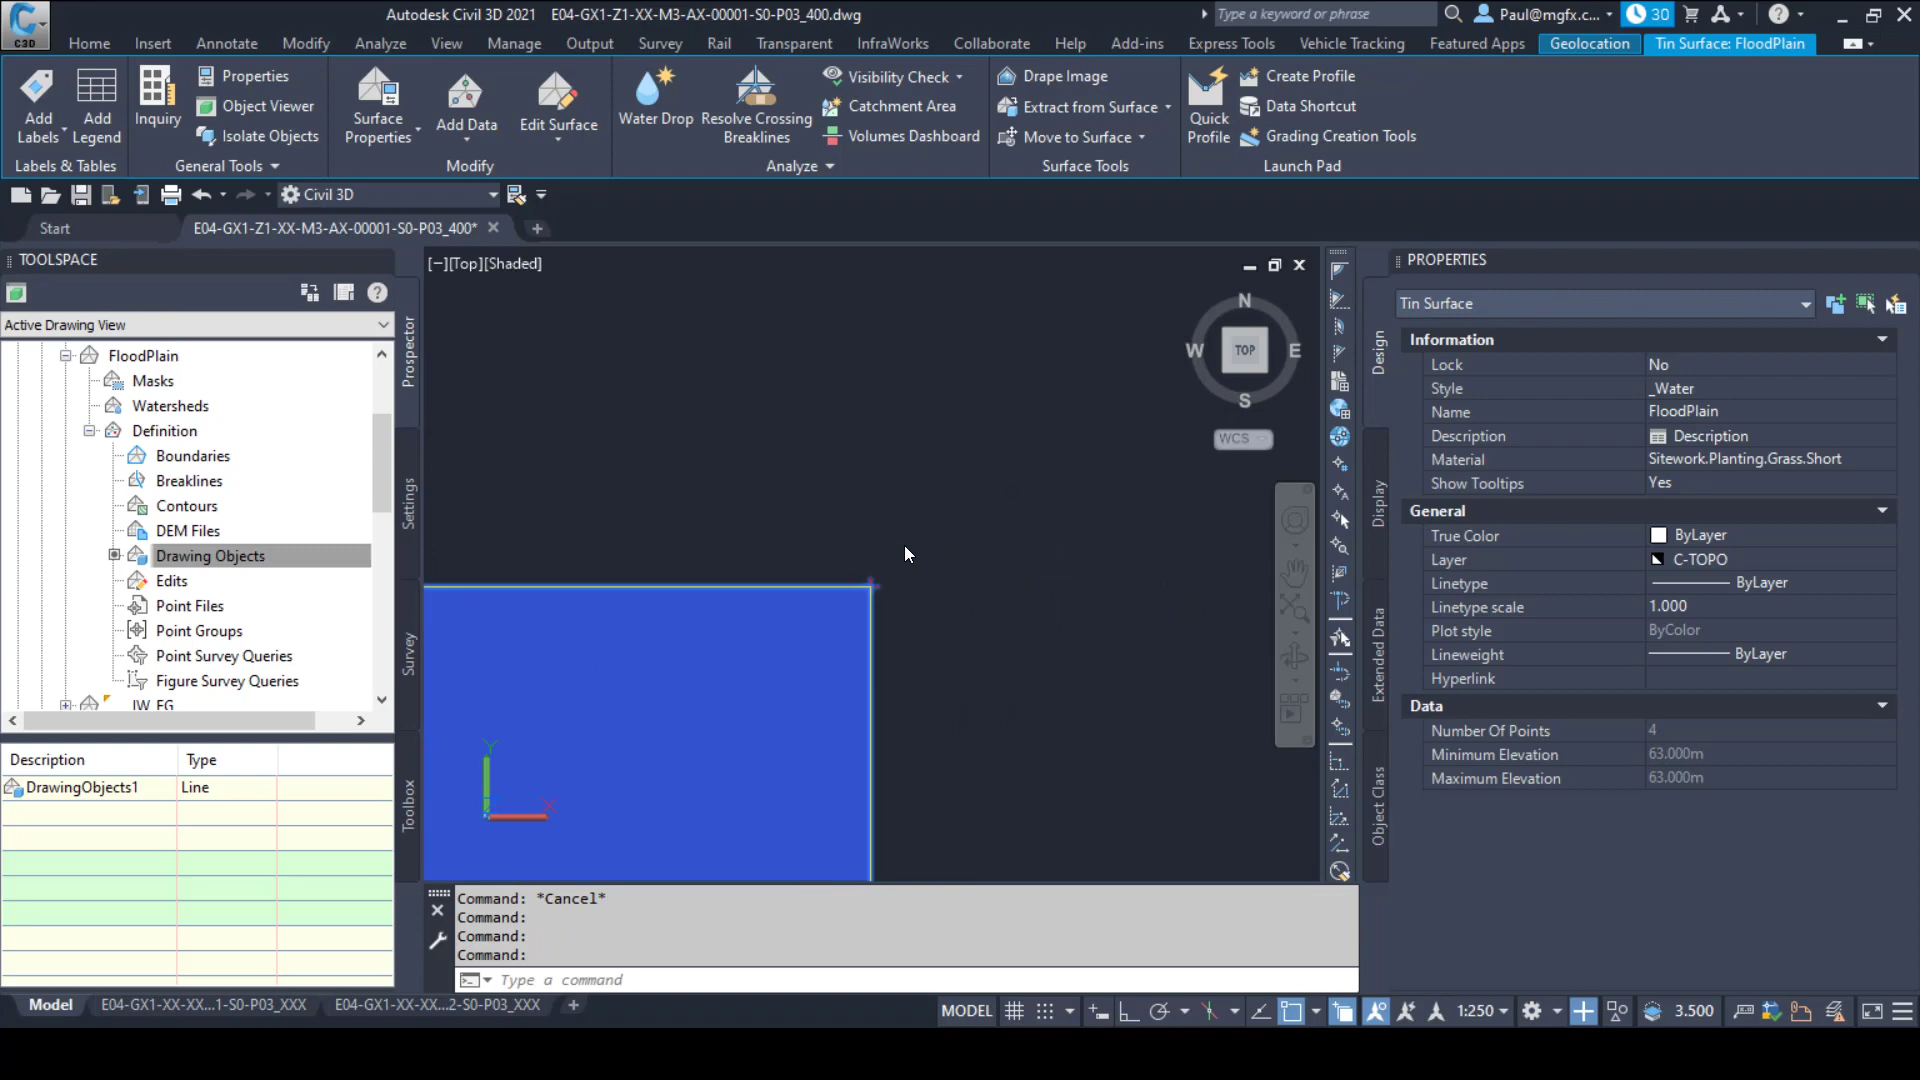 Autodesk Civil 3D 2021 E04-GX1-Z1-XX-M3-AX-00001-S0-P03_400.dwg
Type a keyword or phrase
Paul@mgfx.c...
30
C3D
Home Insert Annotate Modify Analyze View Manage Output Survey Rail Transparent InfraWorks Collaborate Help Add-ins Express Tools Vehicle Tracking Featured Apps Geolocation Tin Surface: FloodPlain
Add Labels
Add Legend
Labels & Tables
Inquiry
Properties
Object Viewer
Isolate Objects
General Tools
Surface Properties
Add Data
Edit Surface
Modify
Water Drop
Resolve Crossing Breaklines
Visibility Check
Catchment Area
Volumes Dashboard
Analyze
Drape Image
Extract from Surface
Move to Surface
Surface Tools
Quick Profile
Create Profile
Data Shortcut
Grading Creation Tools
Launch Pad
Civil 3D
Start
E04-GX1-Z1-XX-M3-AX-00001-S0-P03_400*
TOOLSPACE
Active Drawing View
FloodPlain
Masks
Watersheds
Definition
Boundaries
Breaklines
Contours
DEM Files
Drawing Objects
Edits
Point Files
Point Groups
Point Survey Queries
Figure Survey Queries
Description Type
DrawingObjects1 Line
Prospector
Settings
Survey
Toolbox
[−][Top][Shaded]
N
W TOP E
S
WCS
Y
X
Command: *Cancel*
Command:
Command:
Command:
Type a command
PROPERTIES
Tin Surface
Design
Display
Extended Data
Object Class
Information
Lock No
Style _Water
Name FloodPlain
Description Description
Material Sitework.Planting.Grass.Short
Show Tooltips Yes
General
True Color ByLayer
Layer C-TOPO
Linetype ByLayer
Linetype scale 1.000
Plot style ByColor
Lineweight ByLayer
Hyperlink
Data
Number Of Points 4
Minimum Elevation 63.000m
Maximum Elevation 63.000m
Model E04-GX1-XX-XX...1-S0-P03_XXX E04-GX1-XX-XX...2-S0-P03_XXX
MODEL
1:250
3.500